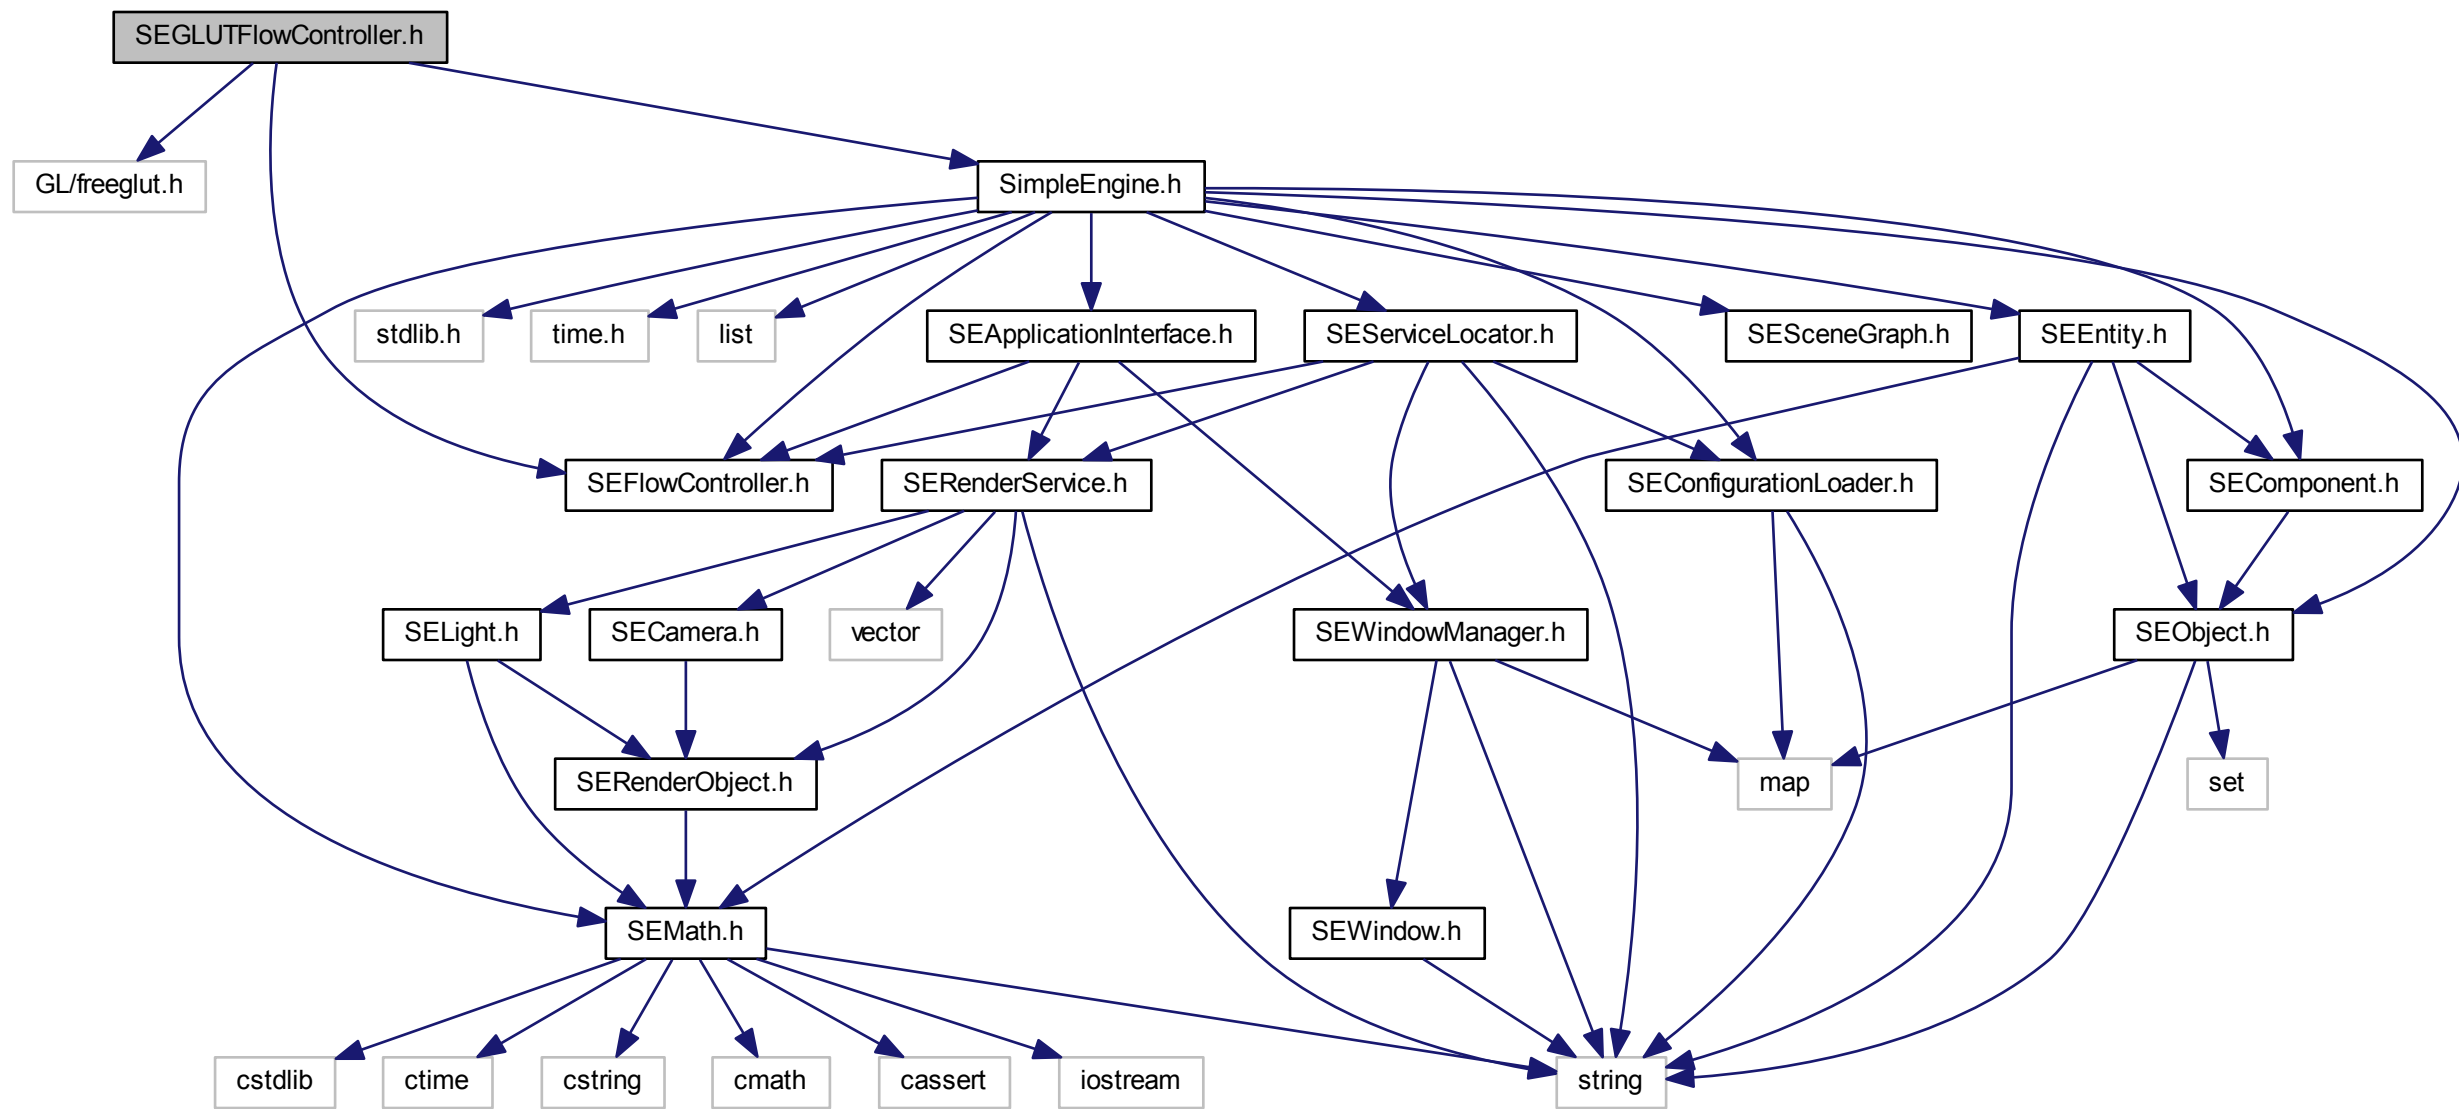 SEGLUTFlowController.h
GL/freeglut.h
SimpleEngine.h
stdlib.h
time.h
list
SEApplicationInterface.h
SEServiceLocator.h
SESceneGraph.h
SEEntity.h
SEFlowController.h
SERenderService.h
SEConfigurationLoader.h
SEComponent.h
SELight.h
SECamera.h
vector
SEWindowManager.h
SEObject.h
SERenderObject.h
map
set
SEMath.h
SEWindow.h
cstdlib
ctime
cstring
cmath
cassert
iostream
string